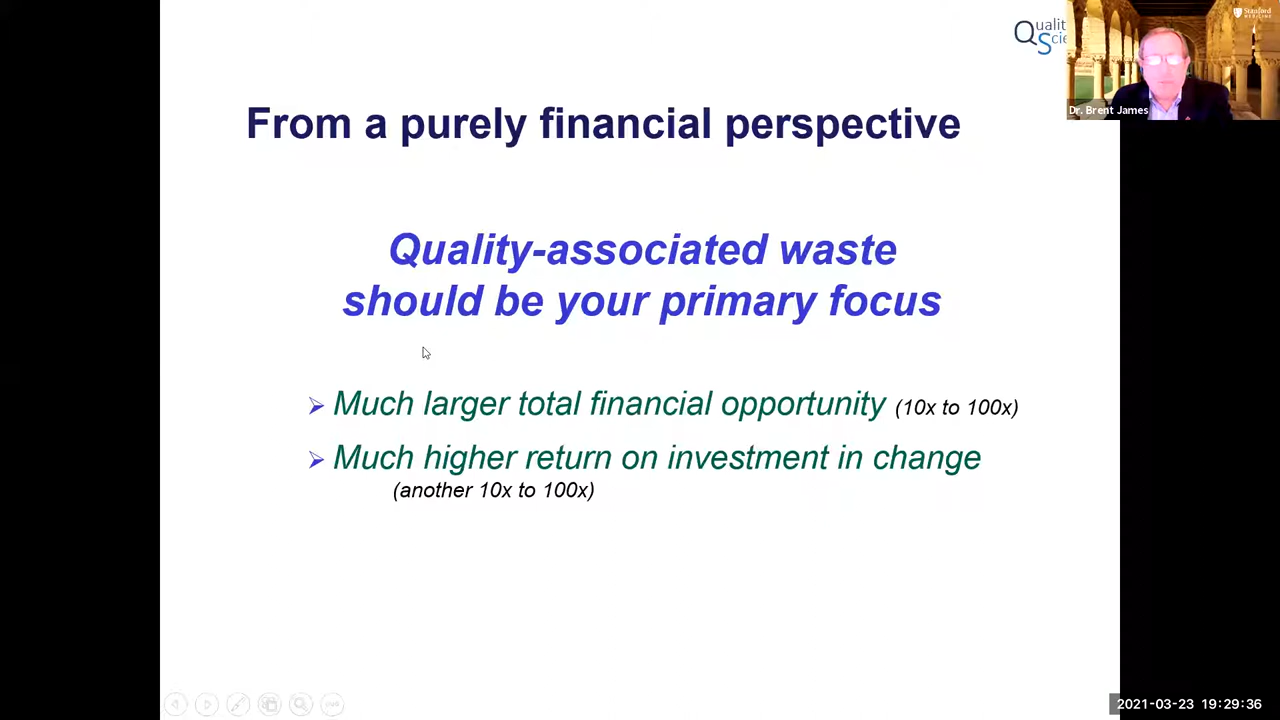 From a purely financial perspective
Quality-associated waste
should be your primary focus
Much larger total financial opportunity (10x to 100x)
Much higher return on investment in change
(another 10x to 100x)
Stanford
MEDICINE
Dr. Brent James
2021-03-23 19:29:36